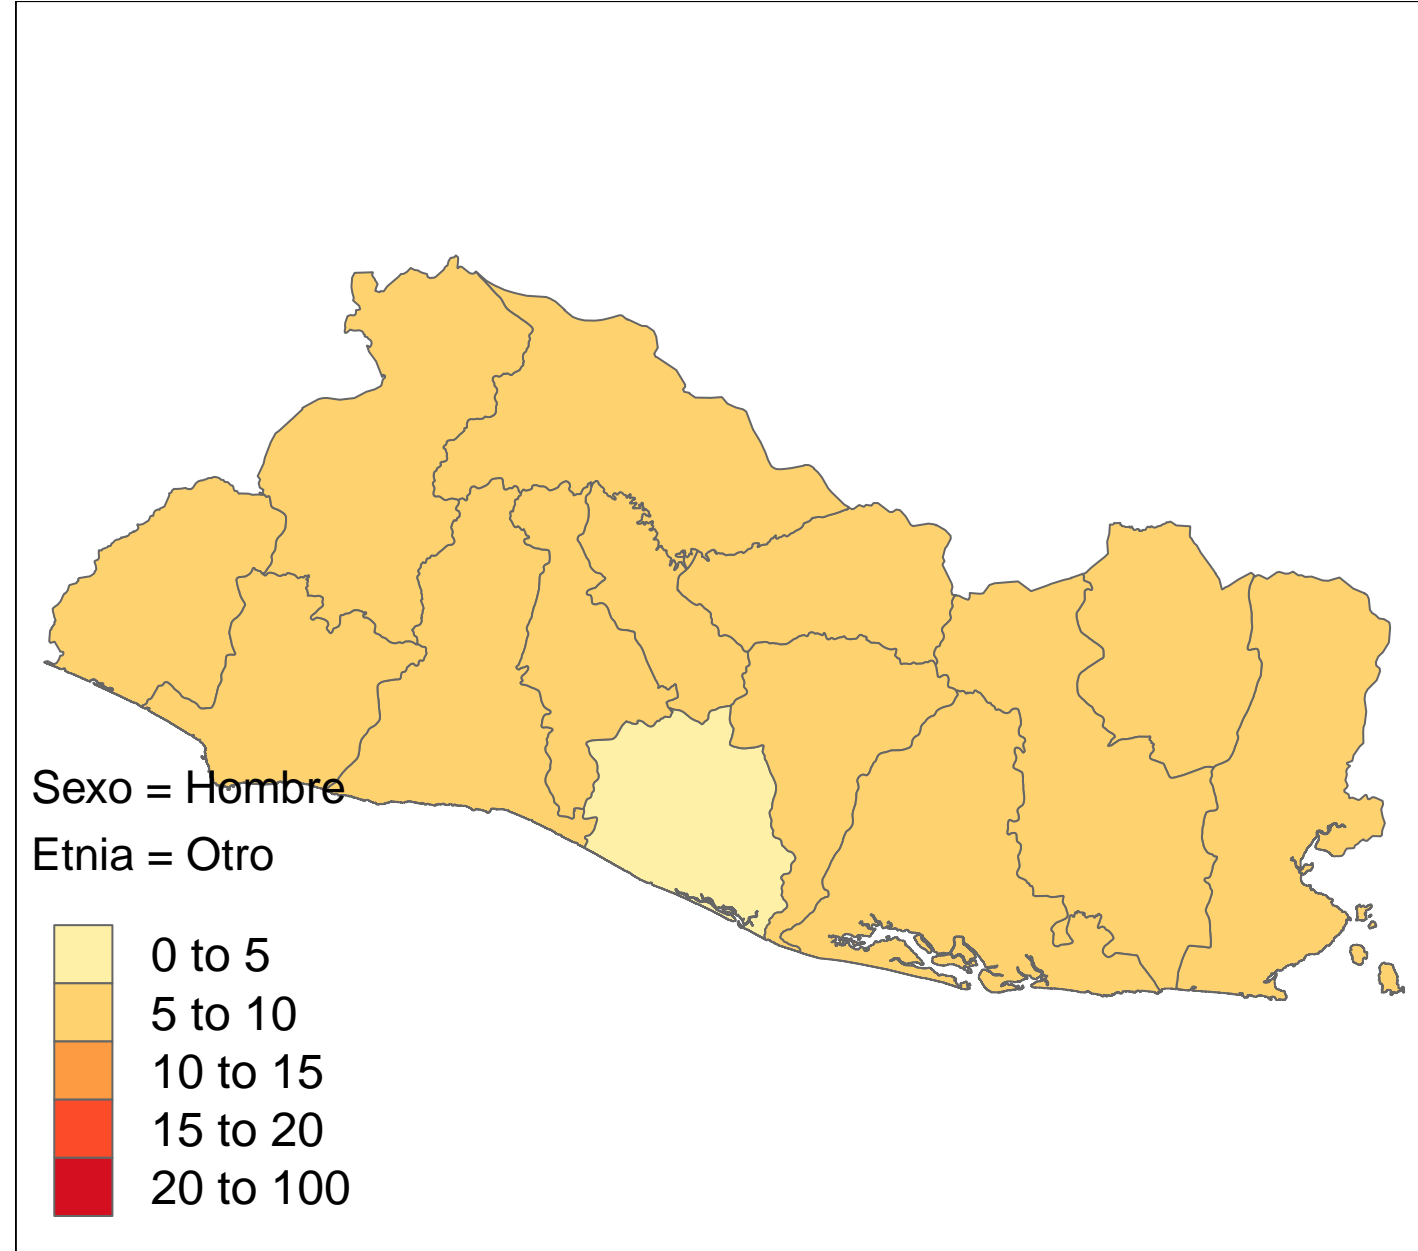 Sexo = Hombre
Etnia = Otro
0 to 5
5 to 10
10 to 15
15 to 20
20 to 100